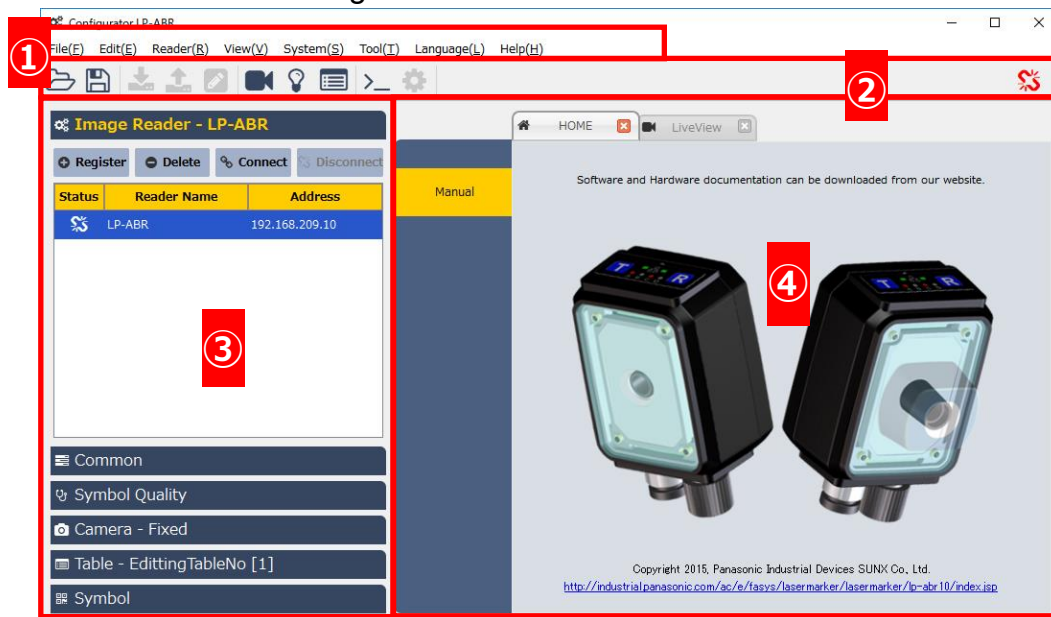 Configurator LP-ABR
File(F) Edit(E) Reader(R) View(V) System(S) Tool(T) Language(L) Help(H)
①
②
Image Reader - LP-ABR
HOME LiveView
Register Delete Connect Disconnect
Software and Hardware documentation can be downloaded from our website.
Status Reader Name Address
Manual
LP-ABR 192.168.209.10
T R
T R
④
③
Common
Symbol Quality
Camera - Fixed
Table - EdittingTableNo [1]
Copyright 2015, Panasonic Industrial Devices SUNX Co., Ltd.
http://industrial.panasonic.com/ac/e/fasys/lasermarker/lasermarker/lp-abr10/index.jsp
Symbol